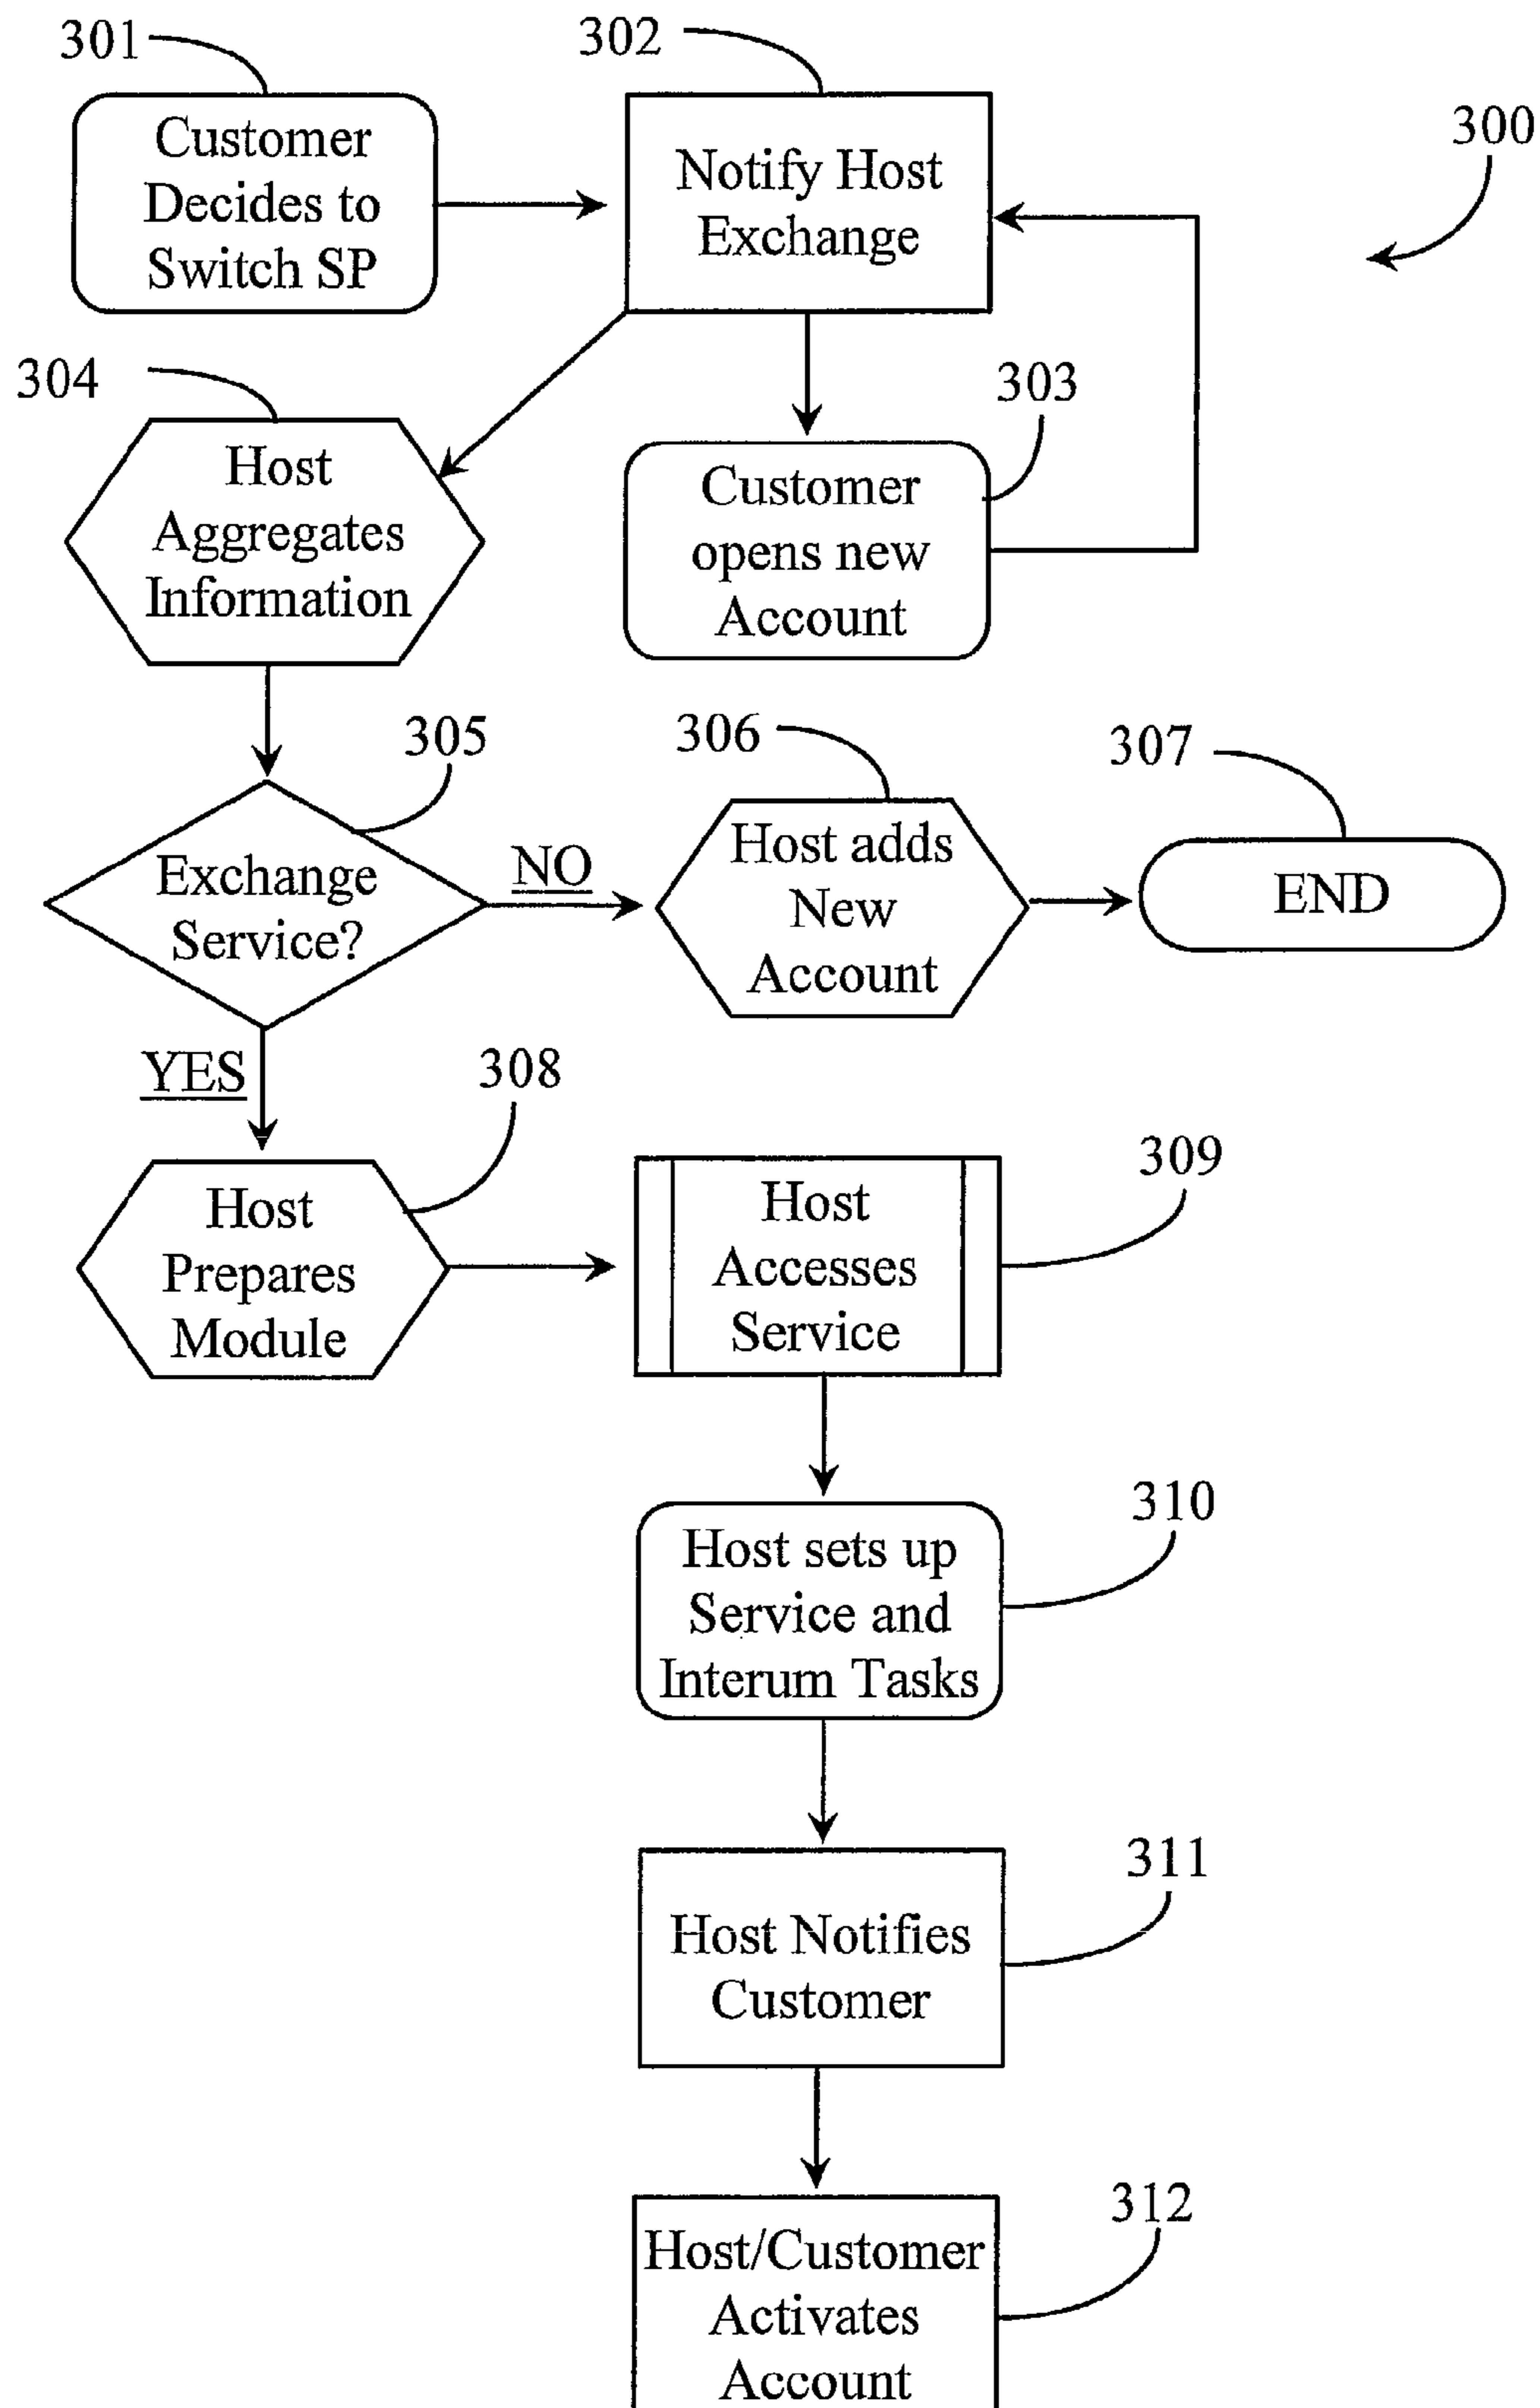 301
302
300
Customer
Decides to
Switch SP
Notify Host
Exchange
304
303
Host
Aggregates
Information
Customer
opens new
Account
305
306
307
Exchange
Service?
NO
Host adds
New
Account
END
YES
308
309
Host
Prepares
Module
Host
Accesses
Service
310
Host sets up
Service and
Interum Tasks
311
Host Notifies
Customer
312
Host/Customer
Activates
Account